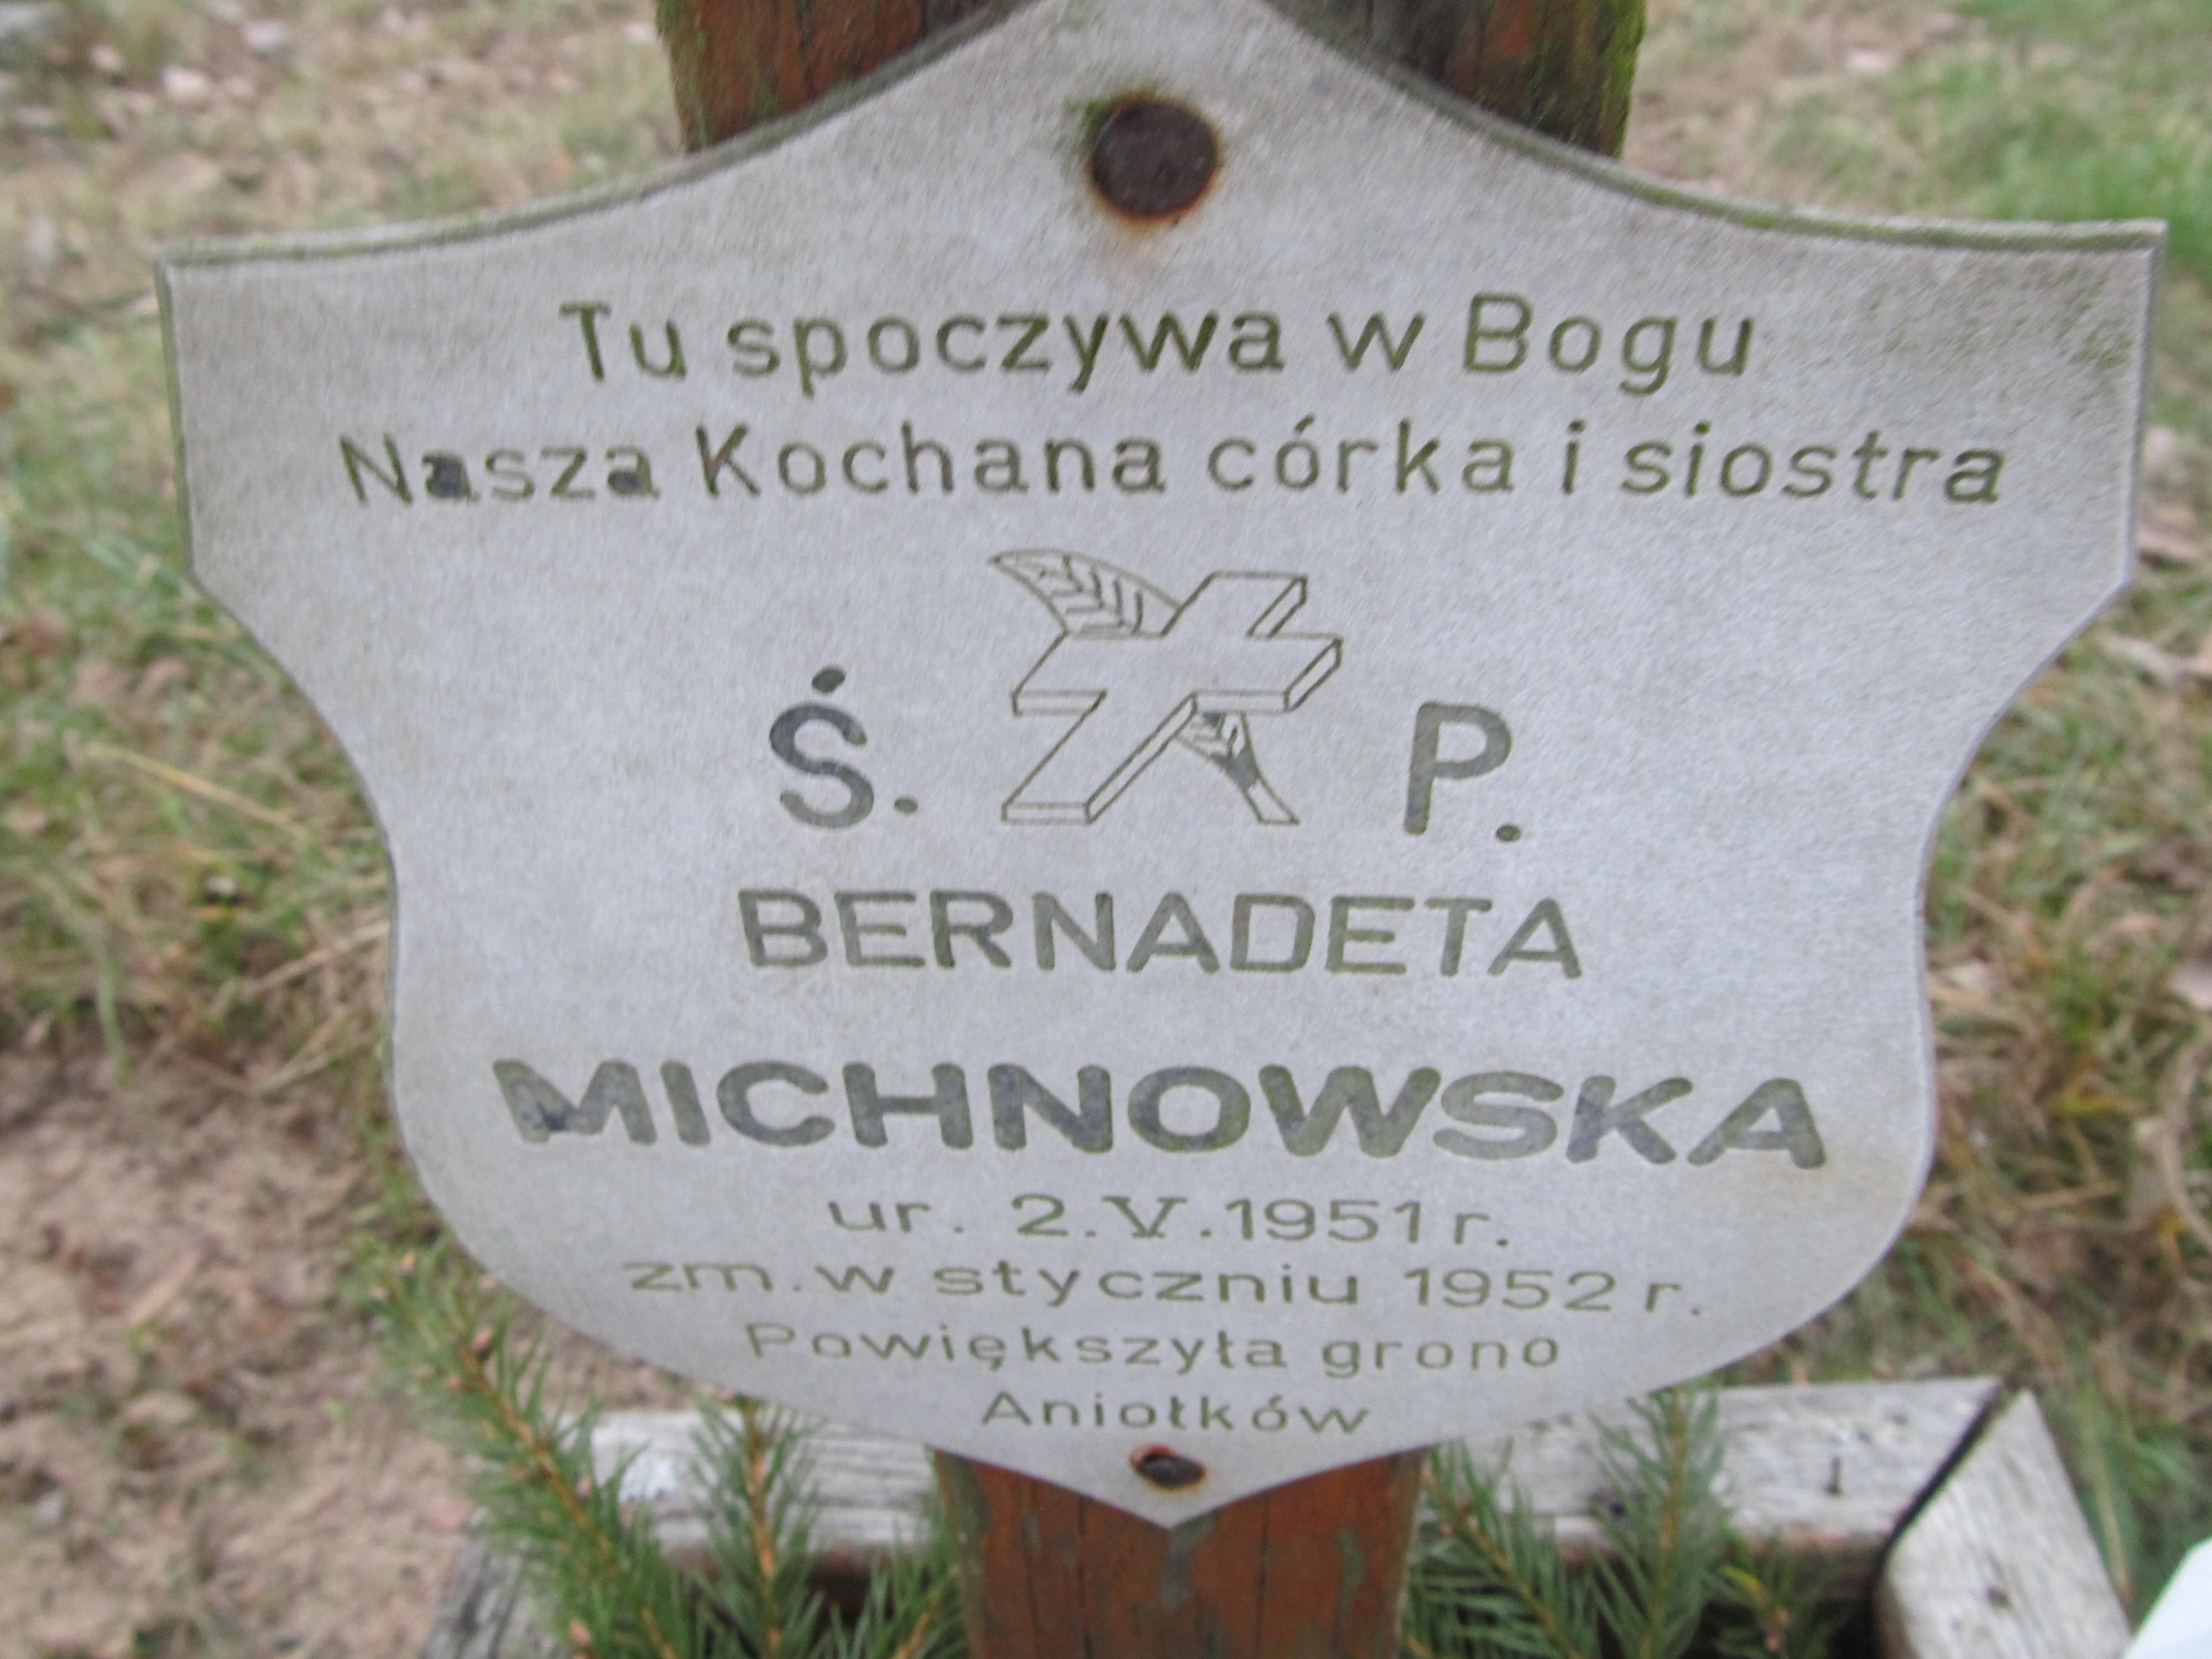 Tu spoczywa w Bogu
Nasza Kochana córka i siostra
Ś. P.
BERNADETA
MICHNOWSKA
ur. 2.V.1951 r.
zm. w styczniu 1952 r.
Powiększyła grono
Aniołków